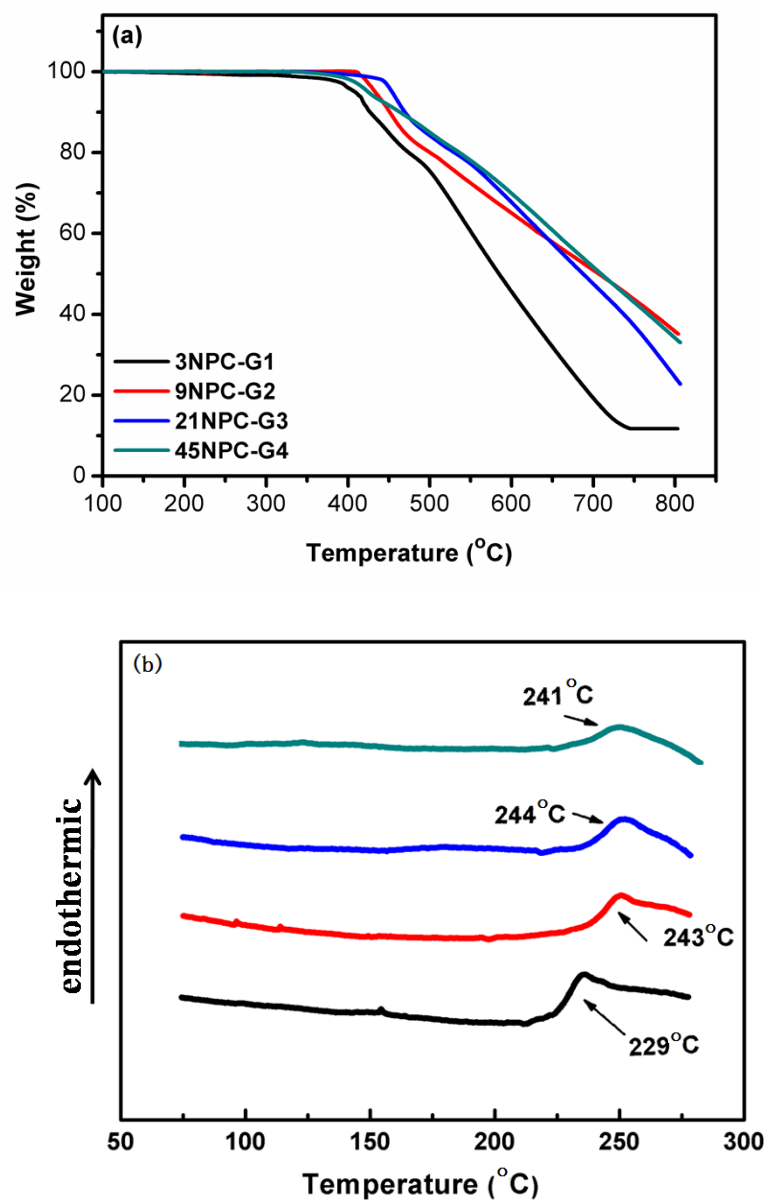 (a)
100
80
60
40
20
0
Weight (%)
3NPC-G1
9NPC-G2
21NPC-G3
45NPC-G4
100 200 300 400 500 600 700 800
Temperature (°C)
(b)
241°C
244°C
243°C
229°C
endothermic
50 100 150 200 250 300
Temperature (°C)